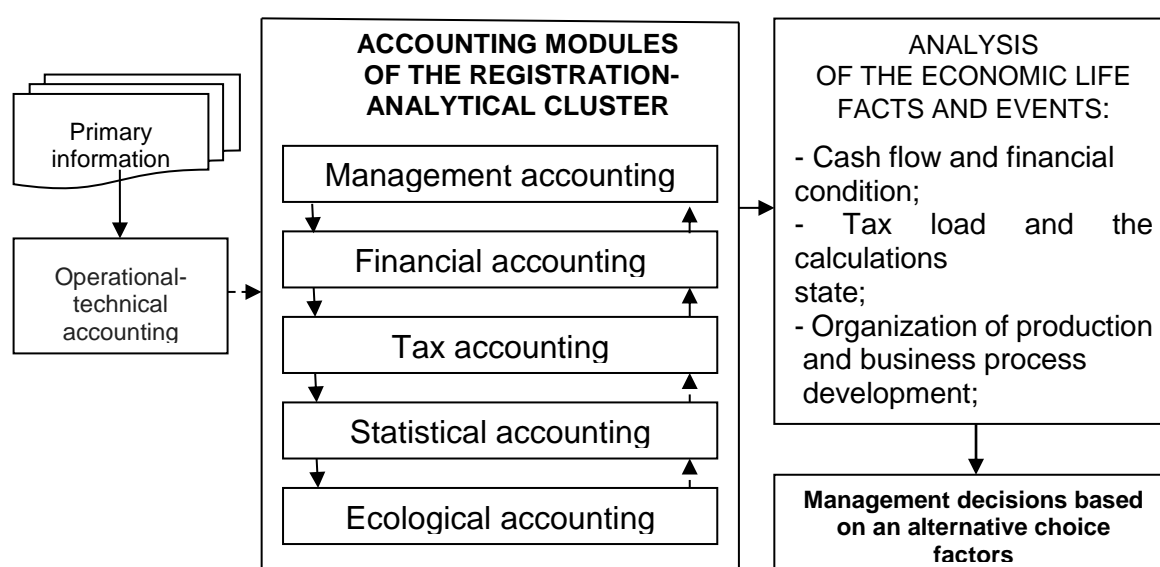 Primary
information
Operational-
technical
accounting
ACCOUNTING MODULES
OF THE REGISTRATION-
ANALYTICAL CLUSTER
Management accounting
Financial accounting
Tax accounting
Statistical accounting
Ecological accounting
ANALYSIS
OF THE ECONOMIC LIFE
FACTS AND EVENTS:
- Cash flow and financial
condition;
- Tax load and the
calculations
state;
- Organization of production
and business process
development;
Management decisions based
on an alternative choice
factors